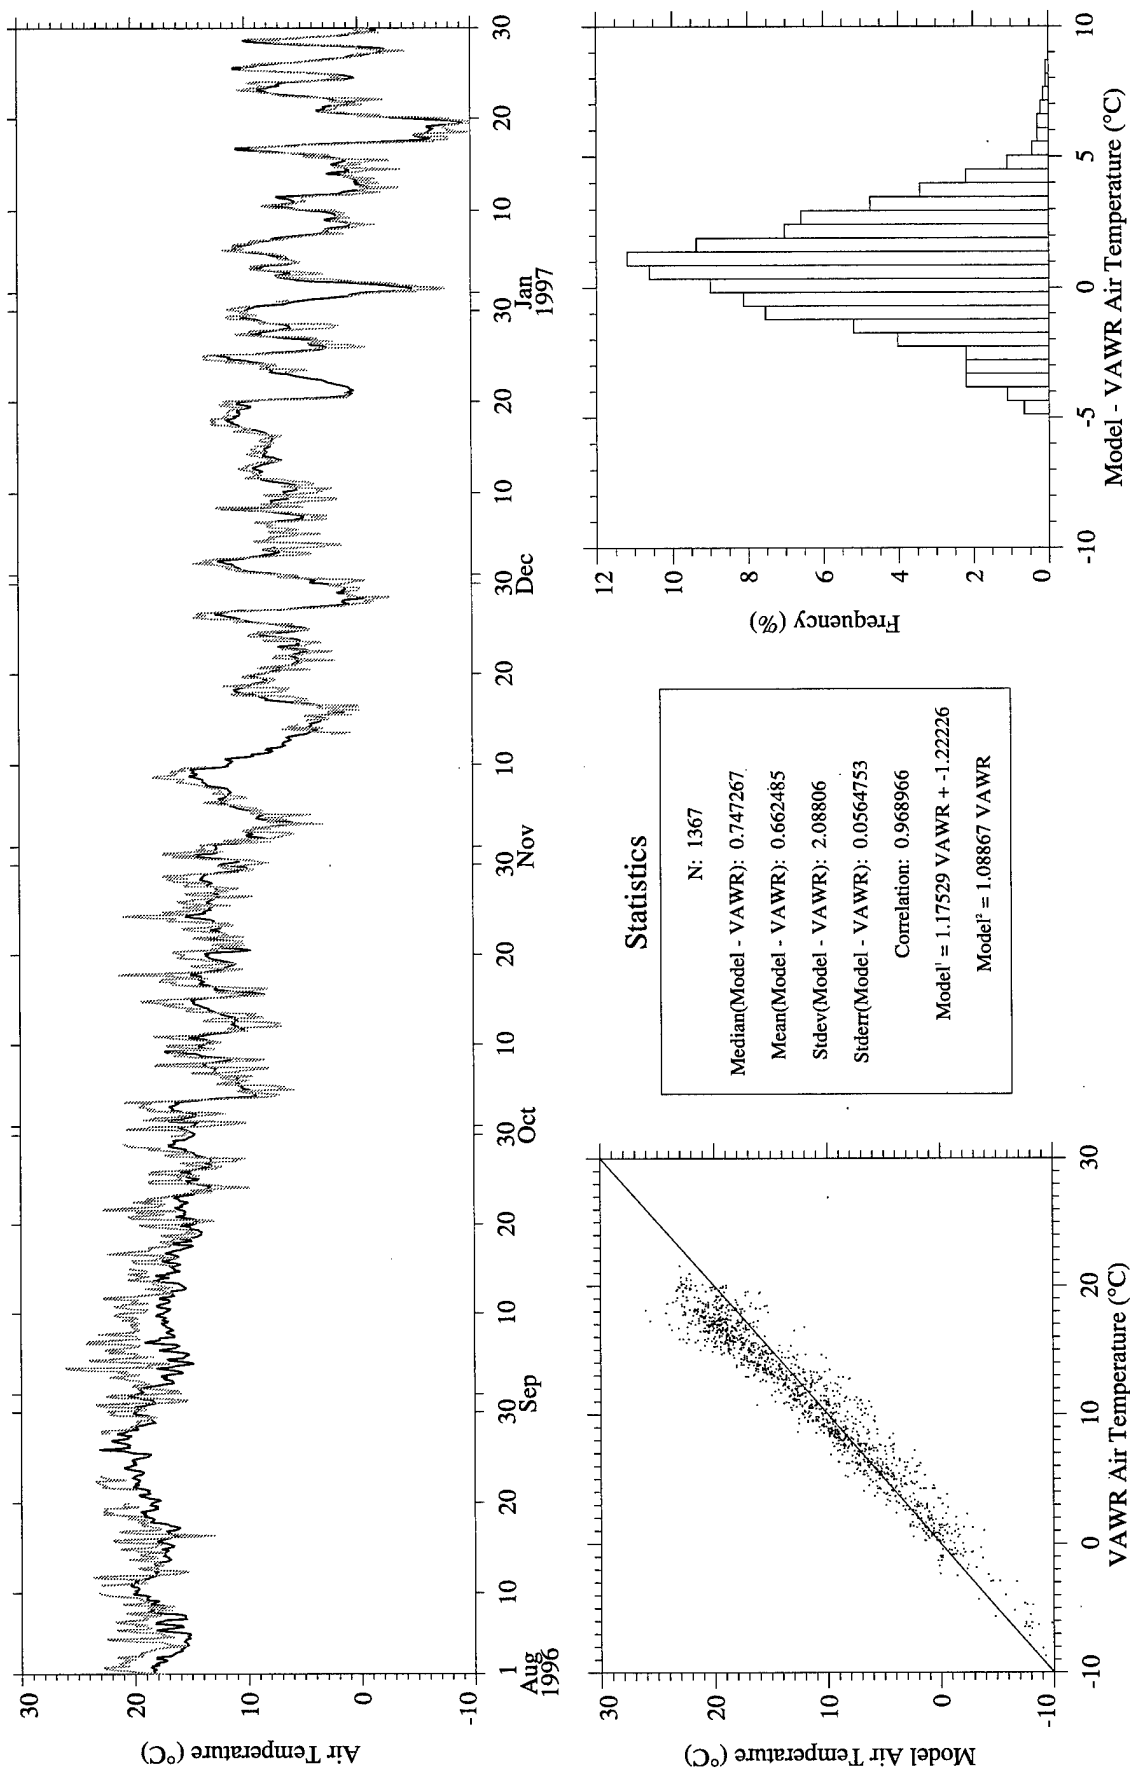 30
20
10
0
-10
Air Temperature (°C)
1
10
20
30
10
20
30
10
20
30
10
20
30
10
20
30
10
20
30
Aug
1996
Sep
Oct
Nov
Dec
Jan
1997
30
20
10
0
-10
Model Air Temperature (°C)
-10
0
10
20
30
VAWR Air Temperature (°C)
Statistics
N: 1367
Median(Model - VAWR): 0.747267
Mean(Model - VAWR): 0.662485
Stdev(Model - VAWR): 2.08806
Stderr(Model - VAWR): 0.0564753
Correlation: 0.968966
Model¹ = 1.17529 VAWR + -1.22226
Model² = 1.08867 VAWR
12
10
8
6
4
2
0
Frequency (%)
-10
-5
0
5
10
Model - VAWR Air Temperature (°C)